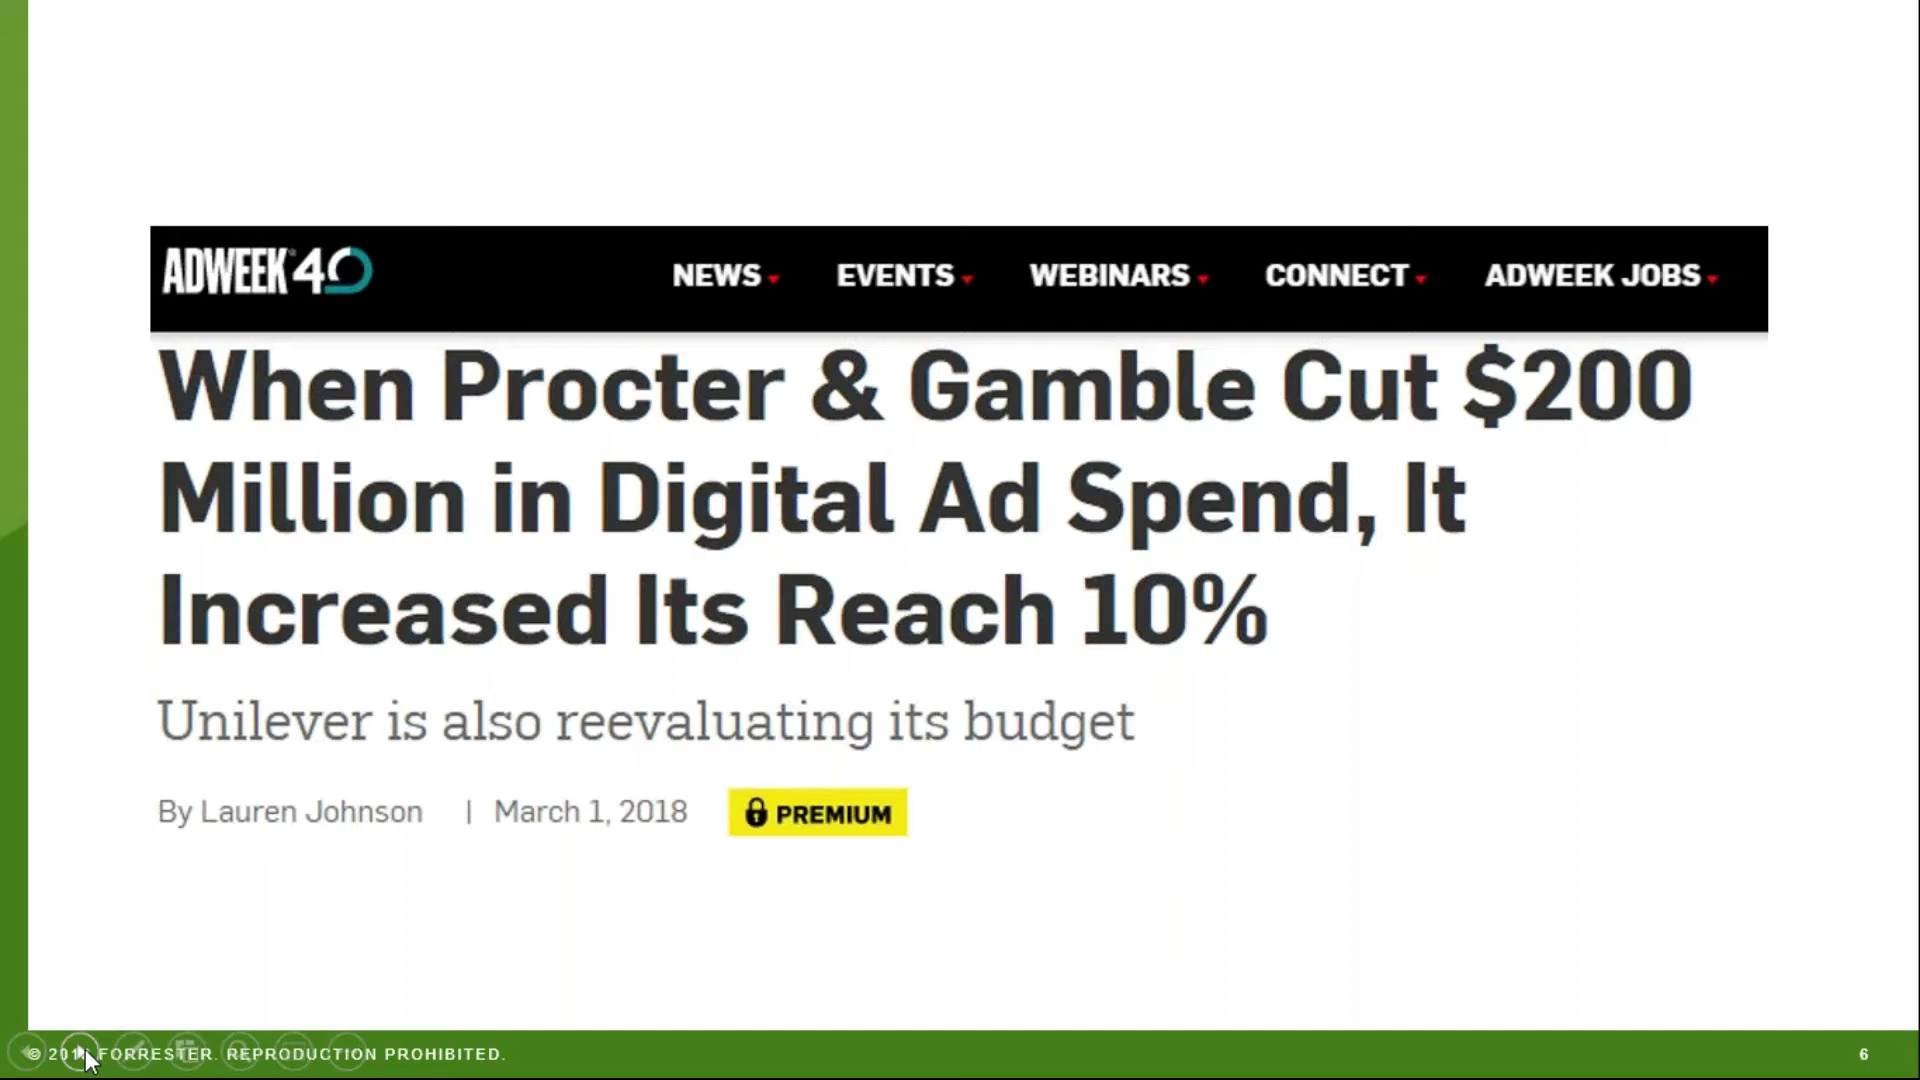 ADWEEK 40
NEWS EVENTS WEBINARS CONNECT ADWEEK JOBS
When Procter & Gamble Cut $200
Million in Digital Ad Spend, It
Increased Its Reach 10%
Unilever is also reevaluating its budget
By Lauren Johnson | March 1, 2018 PREMIUM
© FORRESTER. REPRODUCTION PROHIBITED. 6